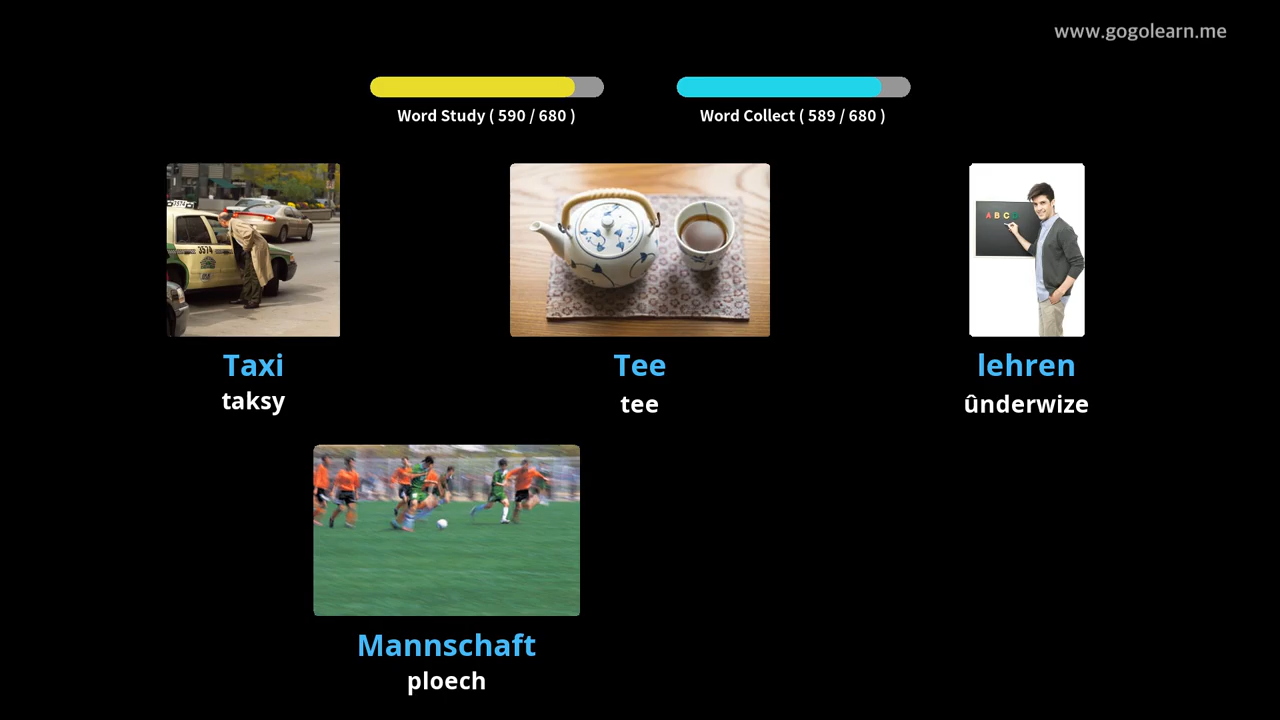 www.gogolearn.me
Word Study ( 590 / 680 )
Word Collect ( 589 / 680 )
3574
A B C D
Taxi
taksy
Tee
tee
lehren
ûnderwize
Mannschaft
ploech